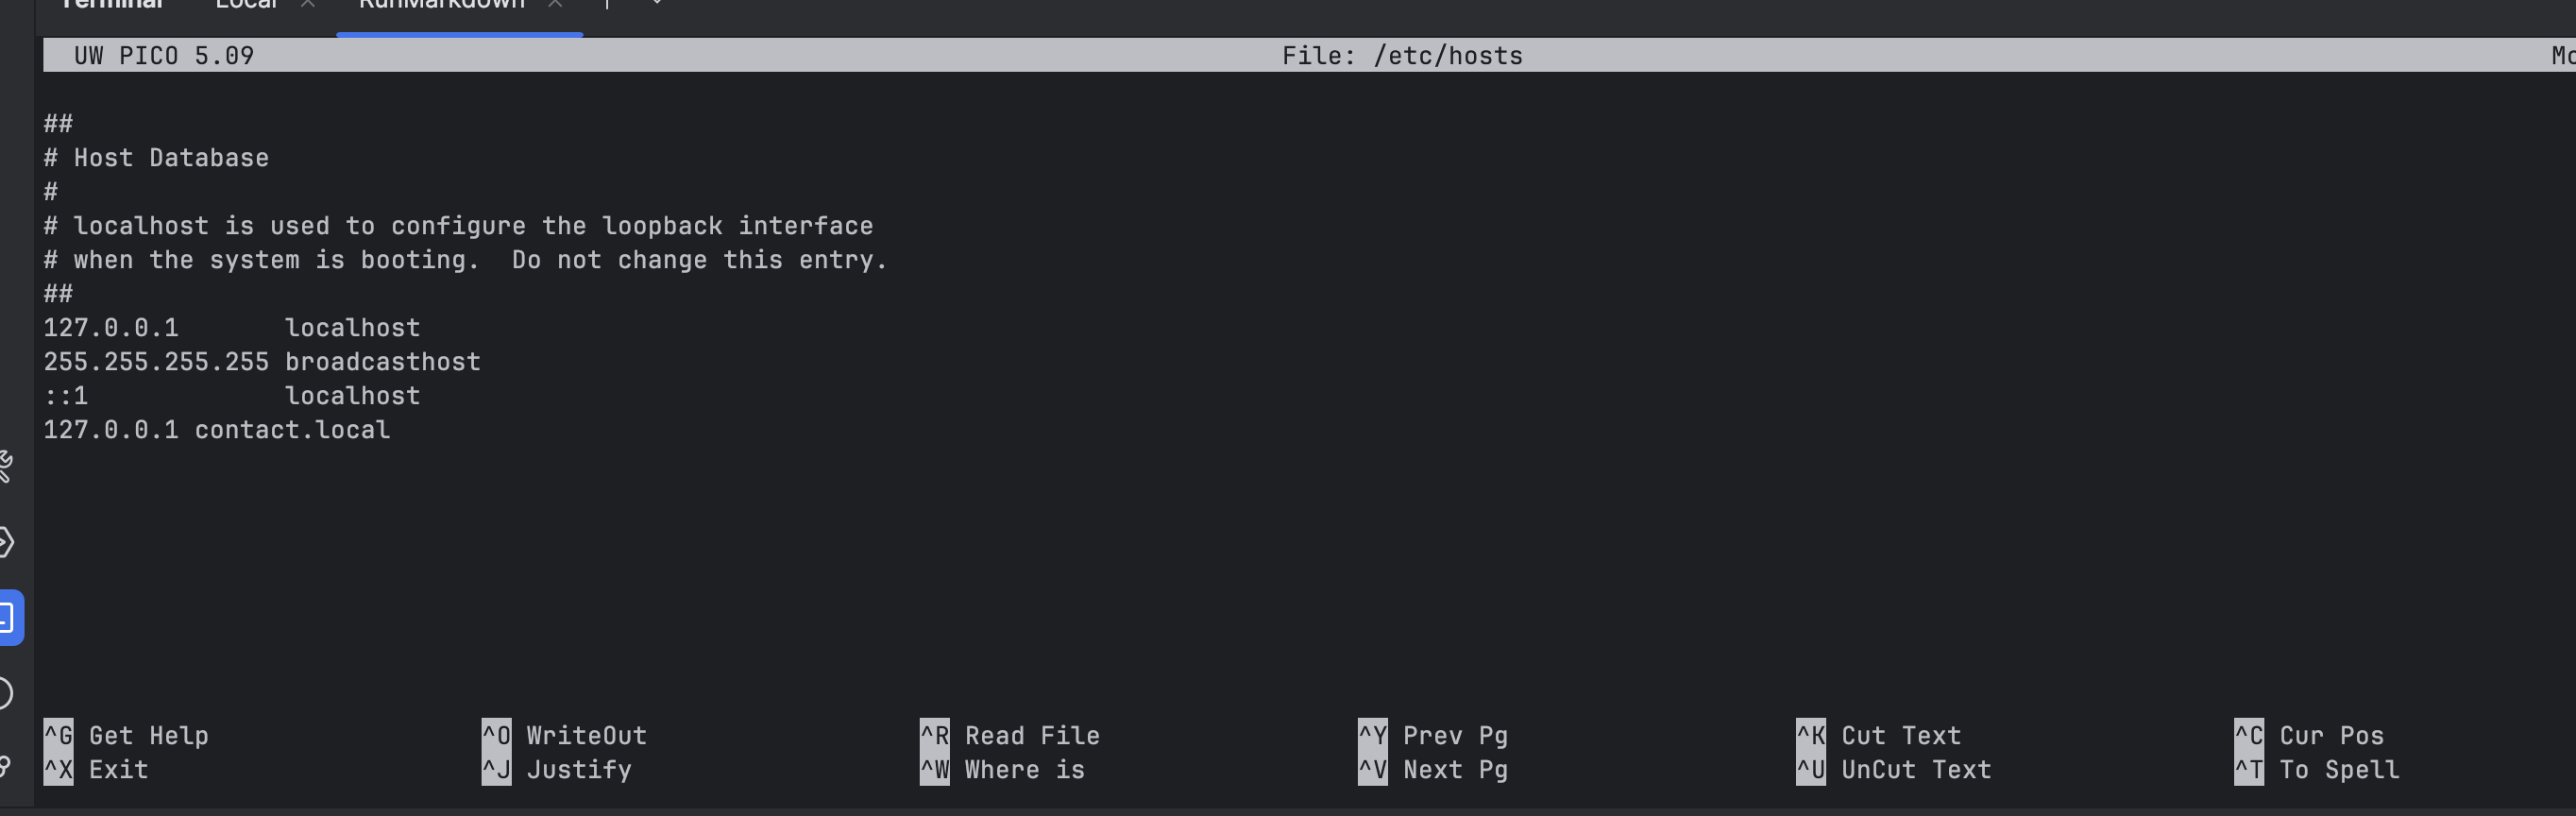 Terminal Local × RunMarkdown ×
UW PICO 5.09 File: /etc/hosts
##
# Host Database
#
# localhost is used to configure the loopback interface
# when the system is booting.  Do not change this entry.
##
127.0.0.1       localhost
255.255.255.255 broadcasthost
::1             localhost
127.0.0.1 contact.local
^G Get Help ^O WriteOut ^R Read File ^Y Prev Pg ^K Cut Text ^C Cur Pos
^X Exit ^J Justify ^W Where is ^V Next Pg ^U UnCut Text ^T To Spell